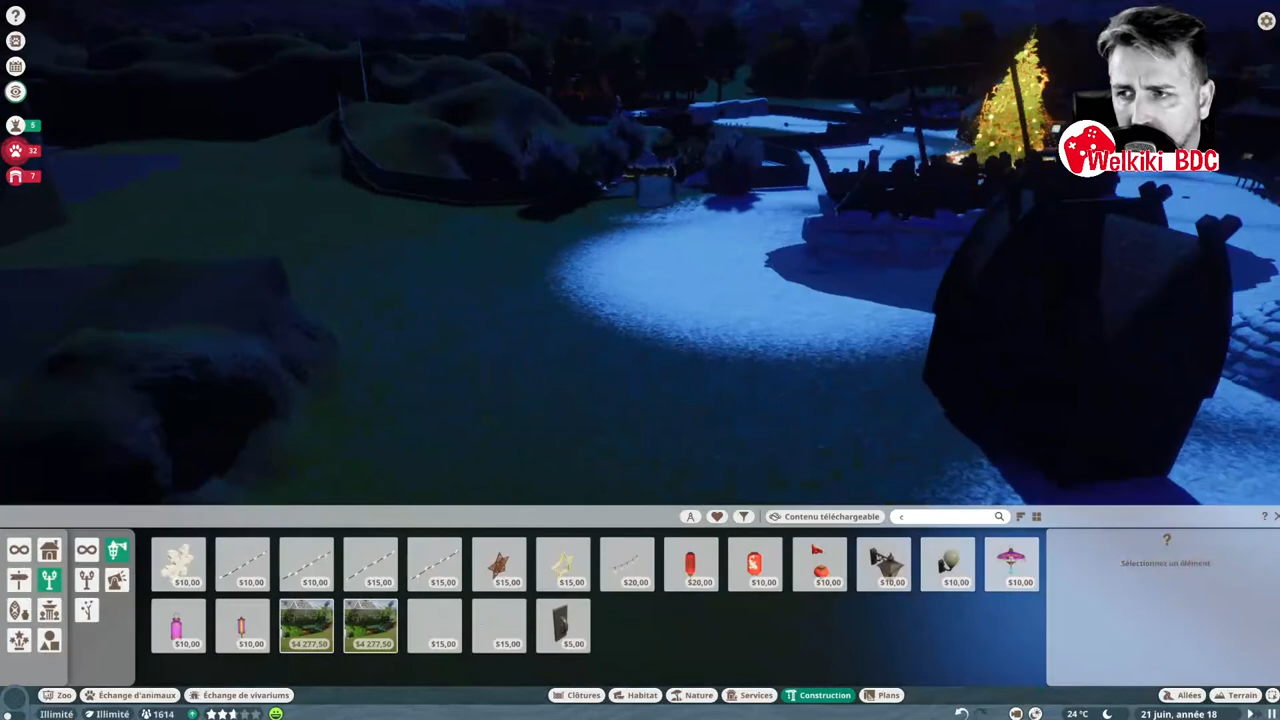 ?
5
32
7
Welkiki BDC
Contenu téléchargeable
c
?
$10,00
$10,00
$10,00
$15,00
$15,00
$15,00
$15,00
$20,00
$20,00
$10,00
$10,00
$10,00
$10,00
$10,00
$10,00
$10,00
$4 277,50
$4 277,50
$15,00
$15,00
$5,00
?
Sélectionnez un élément.
Zoo
Échange d'animaux
Échange de vivariums
Clôtures
Habitat
Nature
Services
Construction
Plans
Allées
Terrain
Illimité
Illimité
1614
24 °C
21 juin, année 18